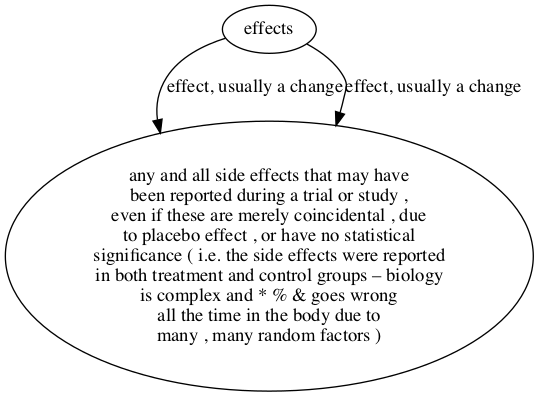 effects
effect, usually a change effect, usually a change
any and all side effects that may have
been reported during a trial or study ,
even if these are merely coincidental , due
to placebo effect , or have no statistical
significance ( i.e. the side effects were reported
in both treatment and control groups – biology
is complex and * % & goes wrong
all the time in the body due to
many , many random factors )